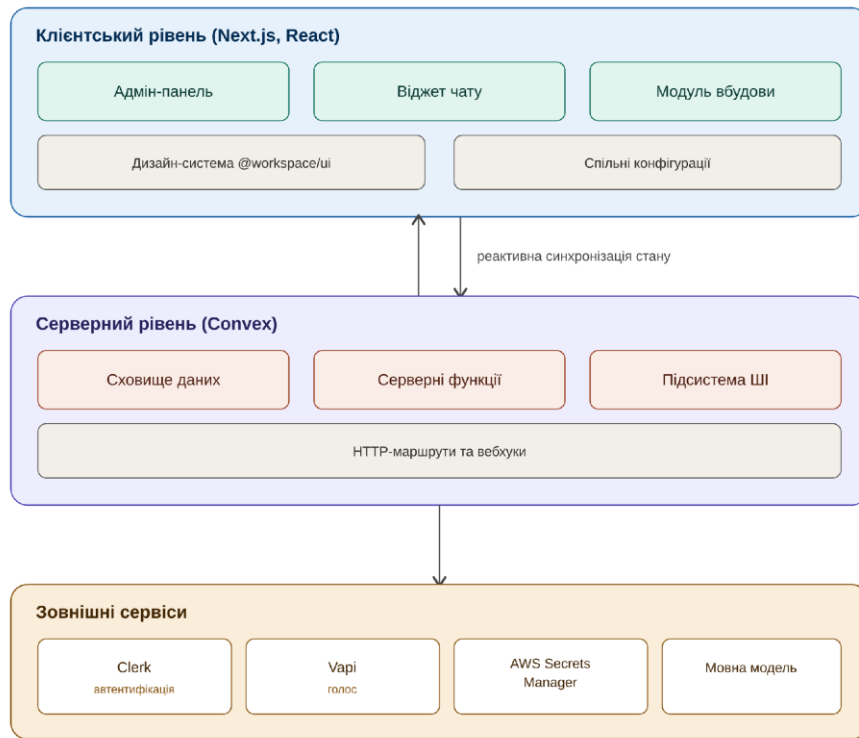 Клієнтський рівень (Next.js, React)
Адмін-панель
Віджет чату
Модуль вбудови
Дизайн-система @workspace/ui
Спільні конфігурації
реактивна синхронізація стану
Серверний рівень (Convex)
Сховище даних
Серверні функції
Підсистема ШІ
HTTP-маршрути та вебхуки
Зовнішні сервіси
Clerk
автентифікація
Vapi
голос
AWS Secrets
Manager
Мовна модель